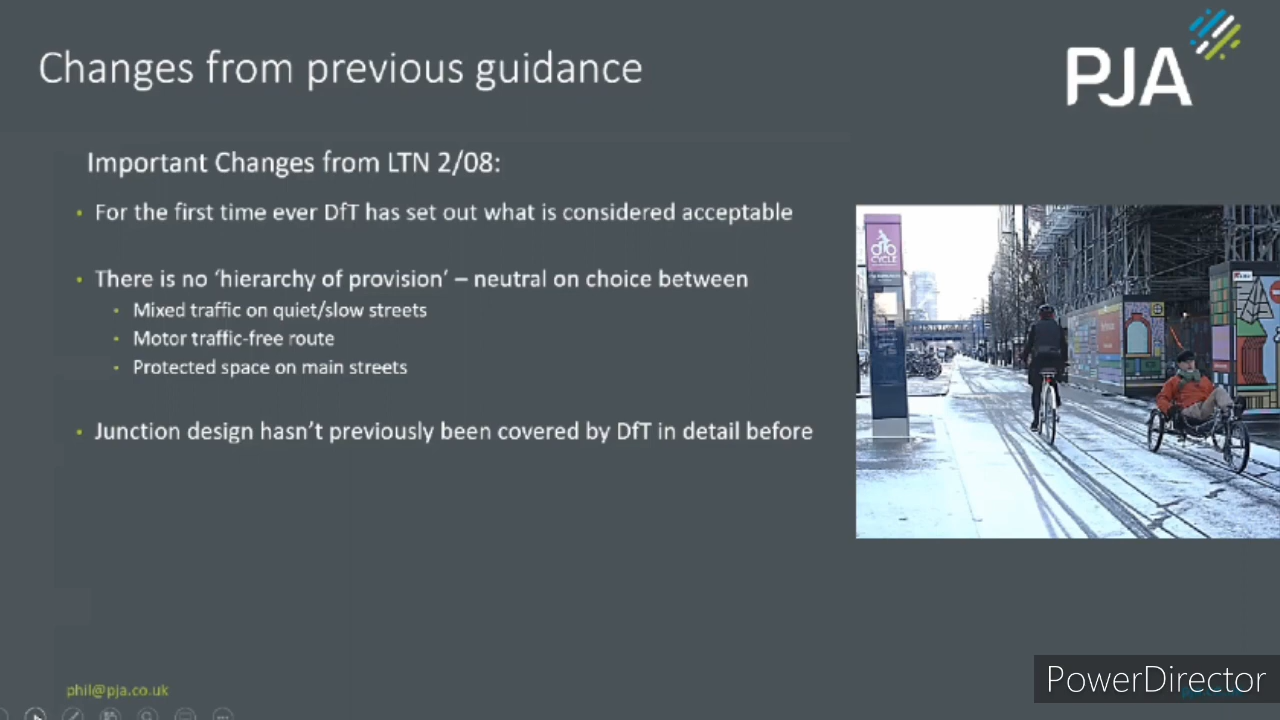 Changes from previous guidance
PJA
Important Changes from LTN 2/08:
• For the first time ever DfT has set out what is considered acceptable
• There is no ‘hierarchy of provision’ – neutral on choice between
• Mixed traffic on quiet/slow streets
• Motor traffic-free route
• Protected space on main streets
• Junction design hasn’t previously been covered by DfT in detail before
CYCLE
phil@pja.co.uk
PowerDirector